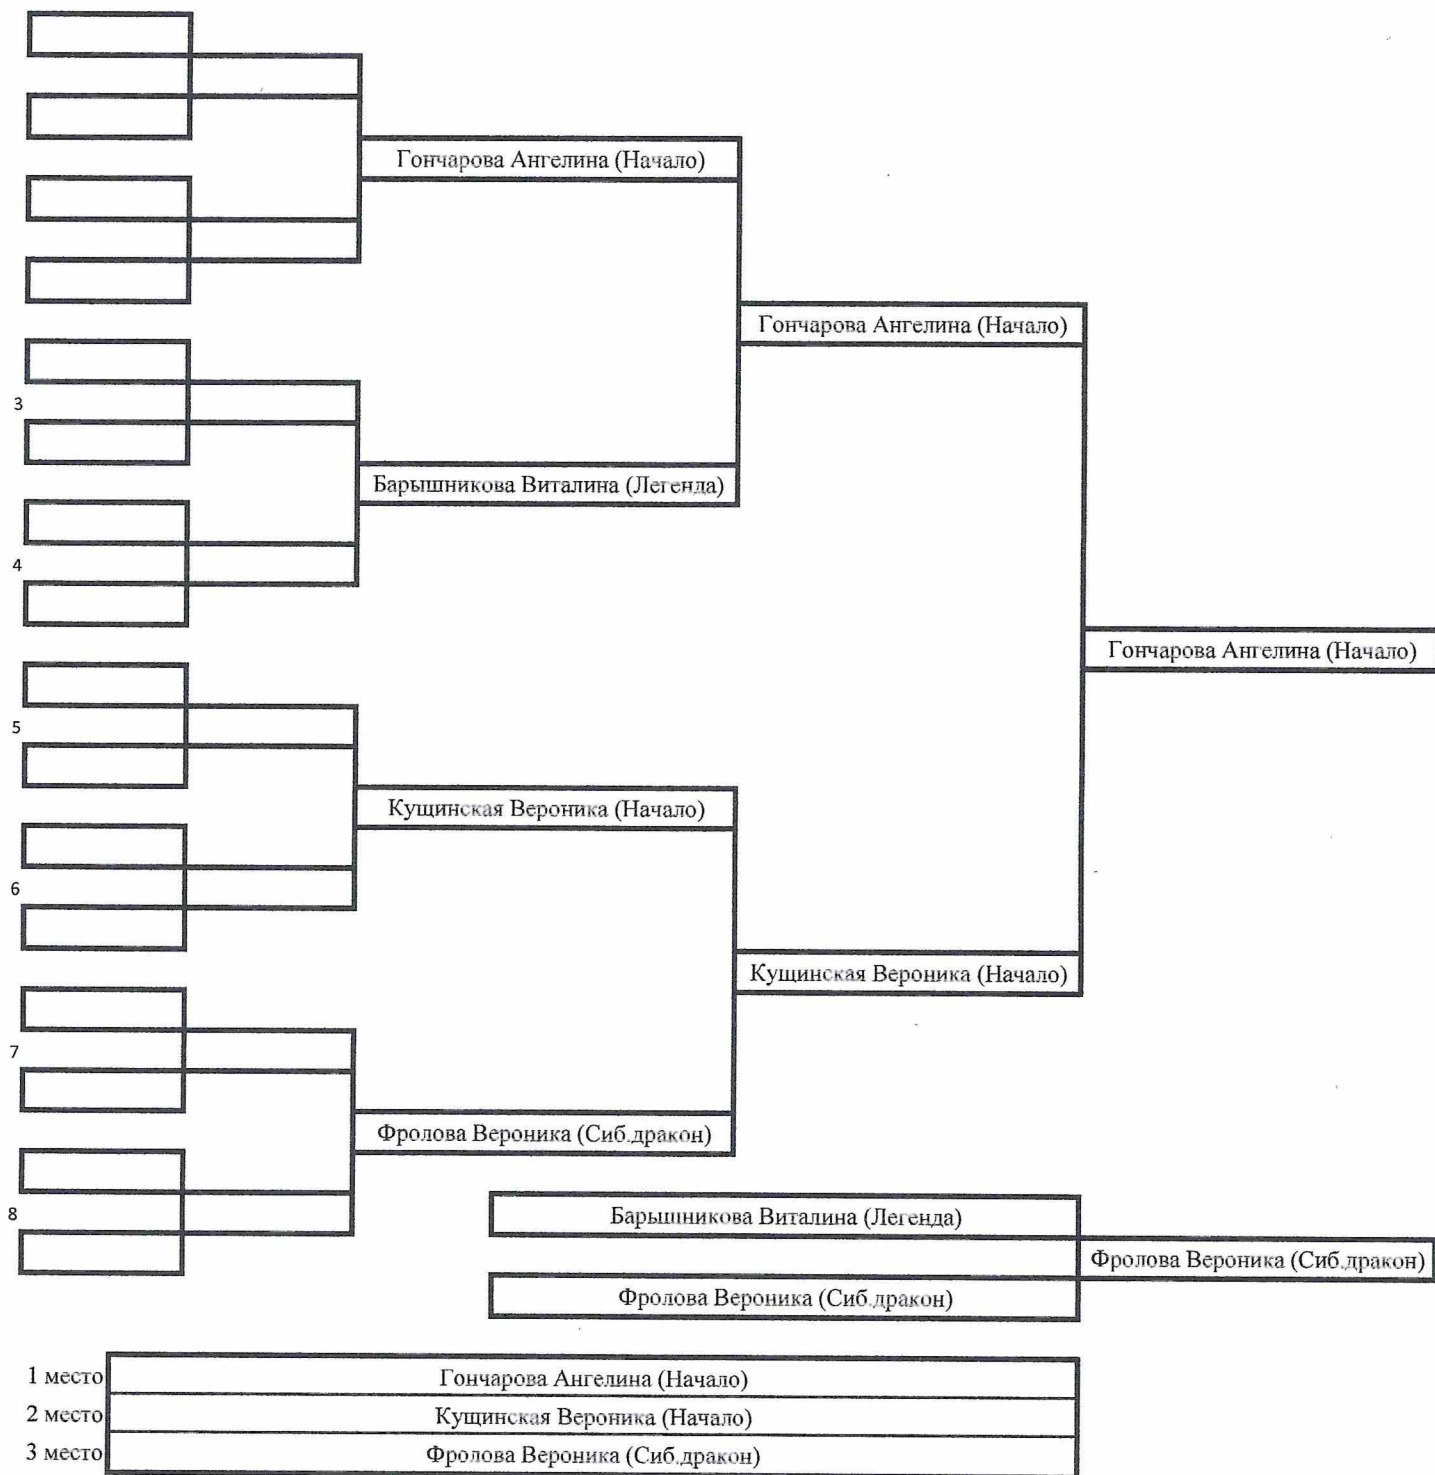 Гончарова Ангелина (Начало)
Гончарова Ангелина (Начало)
3
Барышникова Виталина (Легенда)
4
Гончарова Ангелина (Начало)
5
Кущинская Вероника (Начало)
6
Кущинская Вероника (Начало)
7
Фролова Вероника (Сиб.дракон)
8
Барышникова Виталина (Легенда)
Фролова Вероника (Сиб.дракон)
Фролова Вероника (Сиб.дракон)
1 место Гончарова Ангелина (Начало)
2 место Кущинская Вероника (Начало)
3 место Фролова Вероника (Сиб.дракон)